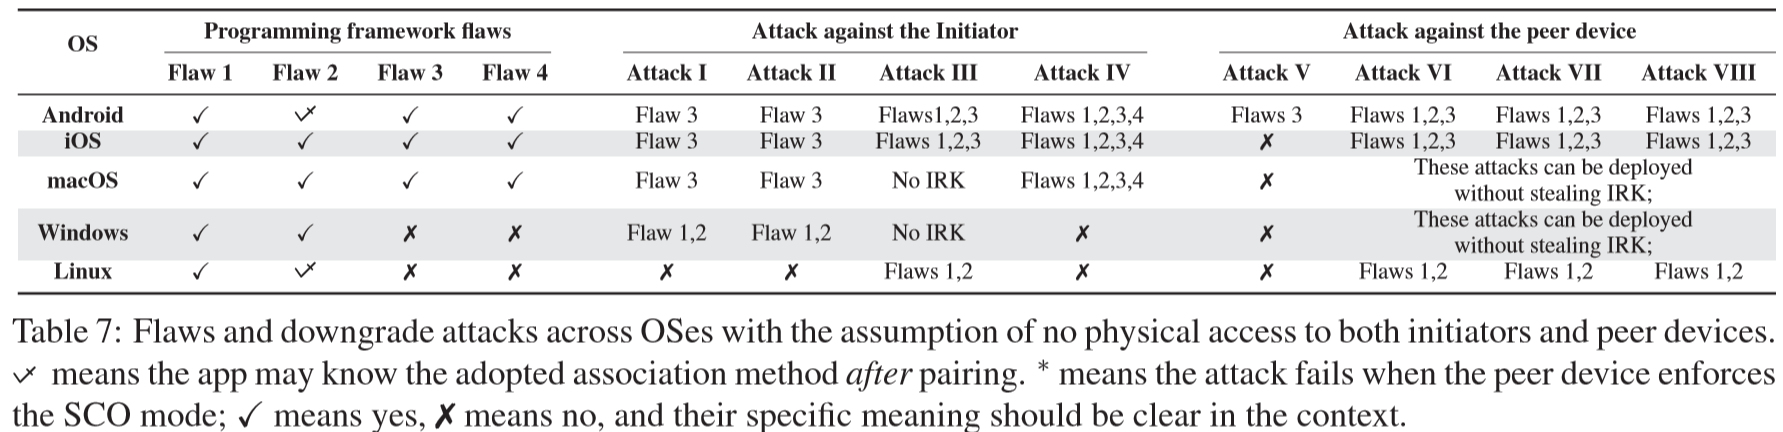 OS Programming framework flaws Attack against the Initiator Attack against the peer device
Flaw 1 Flaw 2 Flaw 3 Flaw 4 Attack I Attack II Attack III Attack IV Attack V Attack VI Attack VII Attack VIII
Android ✓ ✓✗ ✓ ✓ Flaw 3 Flaw 3 Flaws1,2,3 Flaws 1,2,3,4 Flaws 3 Flaws 1,2,3 Flaws 1,2,3 Flaws 1,2,3
iOS ✓ ✓ ✓ ✓ Flaw 3 Flaw 3 Flaws 1,2,3 Flaws 1,2,3,4 ✗ Flaws 1,2,3 Flaws 1,2,3 Flaws 1,2,3
macOS ✓ ✓ ✓ ✓ Flaw 3 Flaw 3 No IRK Flaws 1,2,3,4 ✗ These attacks can be deployed
without stealing IRK;
Windows ✓ ✓ ✗ ✗ Flaw 1,2 Flaw 1,2 No IRK ✗ ✗ These attacks can be deployed
without stealing IRK;
Linux ✓ ✓✗ ✗ ✗ ✗ ✗ Flaws 1,2 ✗ ✗ Flaws 1,2 Flaws 1,2 Flaws 1,2
Table 7: Flaws and downgrade attacks across OSes with the assumption of no physical access to both initiators and peer devices.
✓✗ means the app may know the adopted association method after pairing. * means the attack fails when the peer device enforces
the SCO mode; ✓ means yes, ✗ means no, and their specific meaning should be clear in the context.